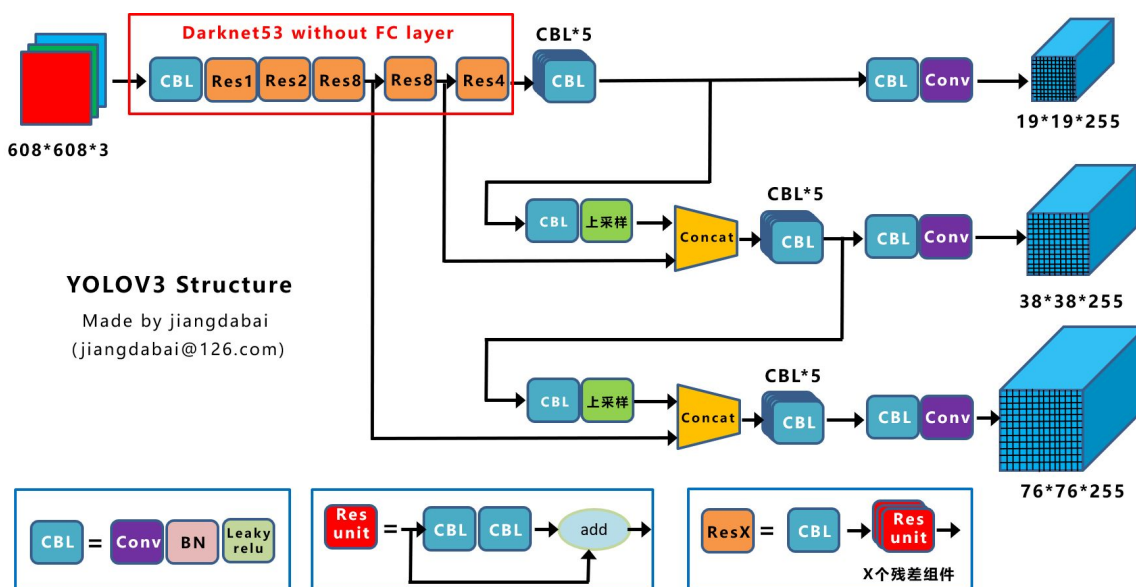 Darknet53 without FC layer
CBL*5
CBL Res1 Res2 Res8 Res8 Res4 CBL CBL Conv
608*608*3
19*19*255
CBL*5
CBL 上采样 Concat CBL CBL Conv
38*38*255
YOLOV3 Structure
Made by jiangdabai
(jiangdabai@126.com)
CBL*5
CBL 上采样 Concat CBL CBL Conv
76*76*255
CBL = Conv BN Leaky relu
Res unit = CBL CBL add
ResX = CBL Res unit
X个残差组件